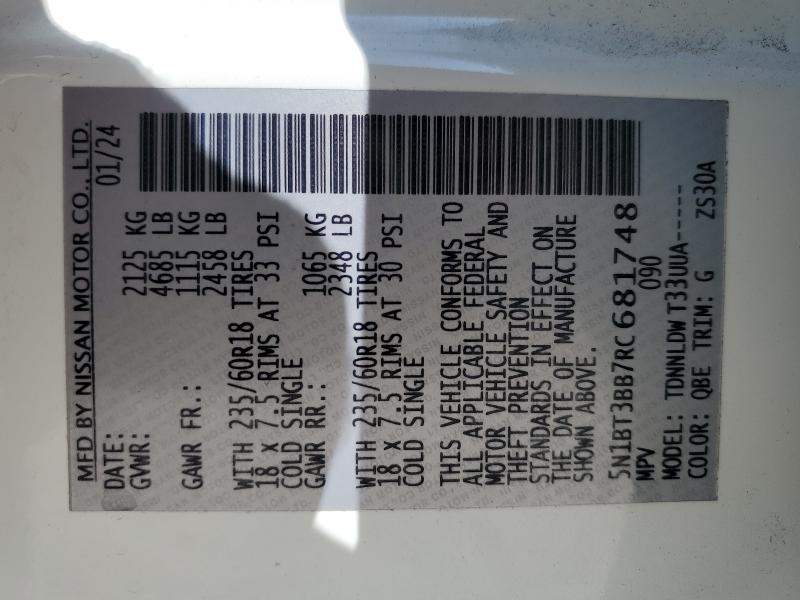 MFD BY NISSAN MOTOR CO.,LTD.
DATE: 01/24
GVWR: 2125 KG
4685 LB
GAWR FR.: 1115 KG
2458 LB
WITH 235/60R18 TIRES
18 X 7.5 RIMS AT 33 PSI
COLD SINGLE
GAWR RR.: 1065 KG
2348 LB
WITH 235/60R18 TIRES
18 X 7.5 RIMS AT 30 PSI
COLD SINGLE
THIS VEHICLE CONFORMS TO
ALL APPLICABLE FEDERAL
MOTOR VEHICLE SAFETY AND
THEFT PREVENTION
STANDARDS IN EFFECT ON
THE DATE OF MANUFACTURE
SHOWN ABOVE.
5N1BT3BB7RC681748
MPV 090
MODEL: TDNNLDWT33UUA-----
COLOR: QBE TRIM: G ZS30A